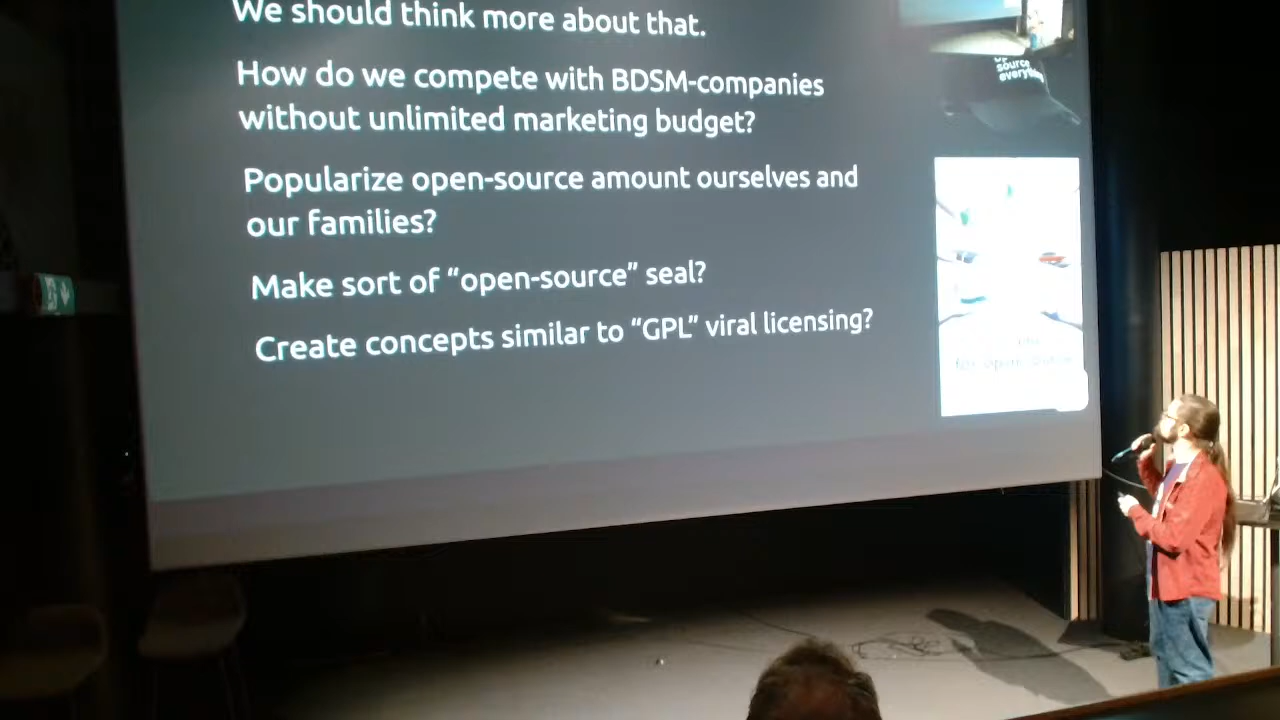 We should think more about that.
How do we compete with BDSM-companies
without unlimited marketing budget?
Popularize open-source amount ourselves and
our families?
Make sort of “open-source” seal?
Create concepts similar to “GPL” viral licensing?
source
everything